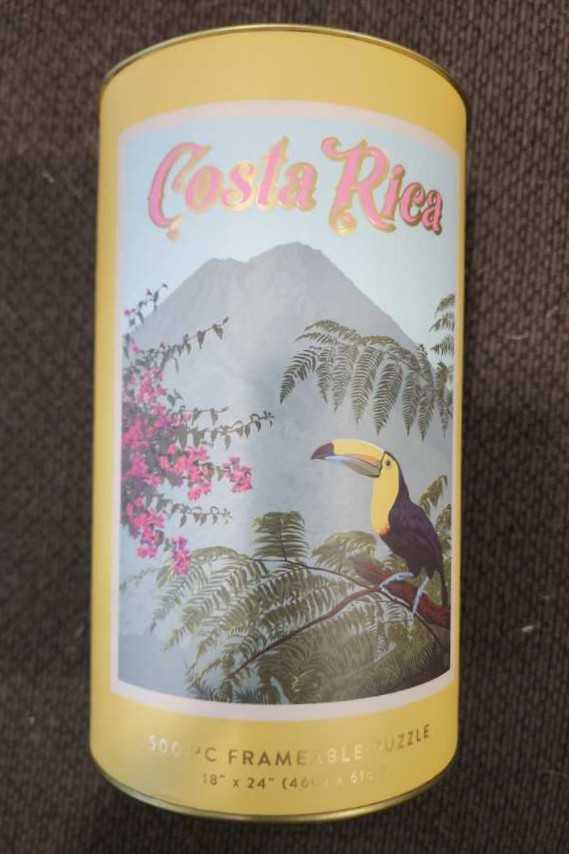 Costa Rica
500 PC FRAMEABLE PUZZLE
18" x 24"